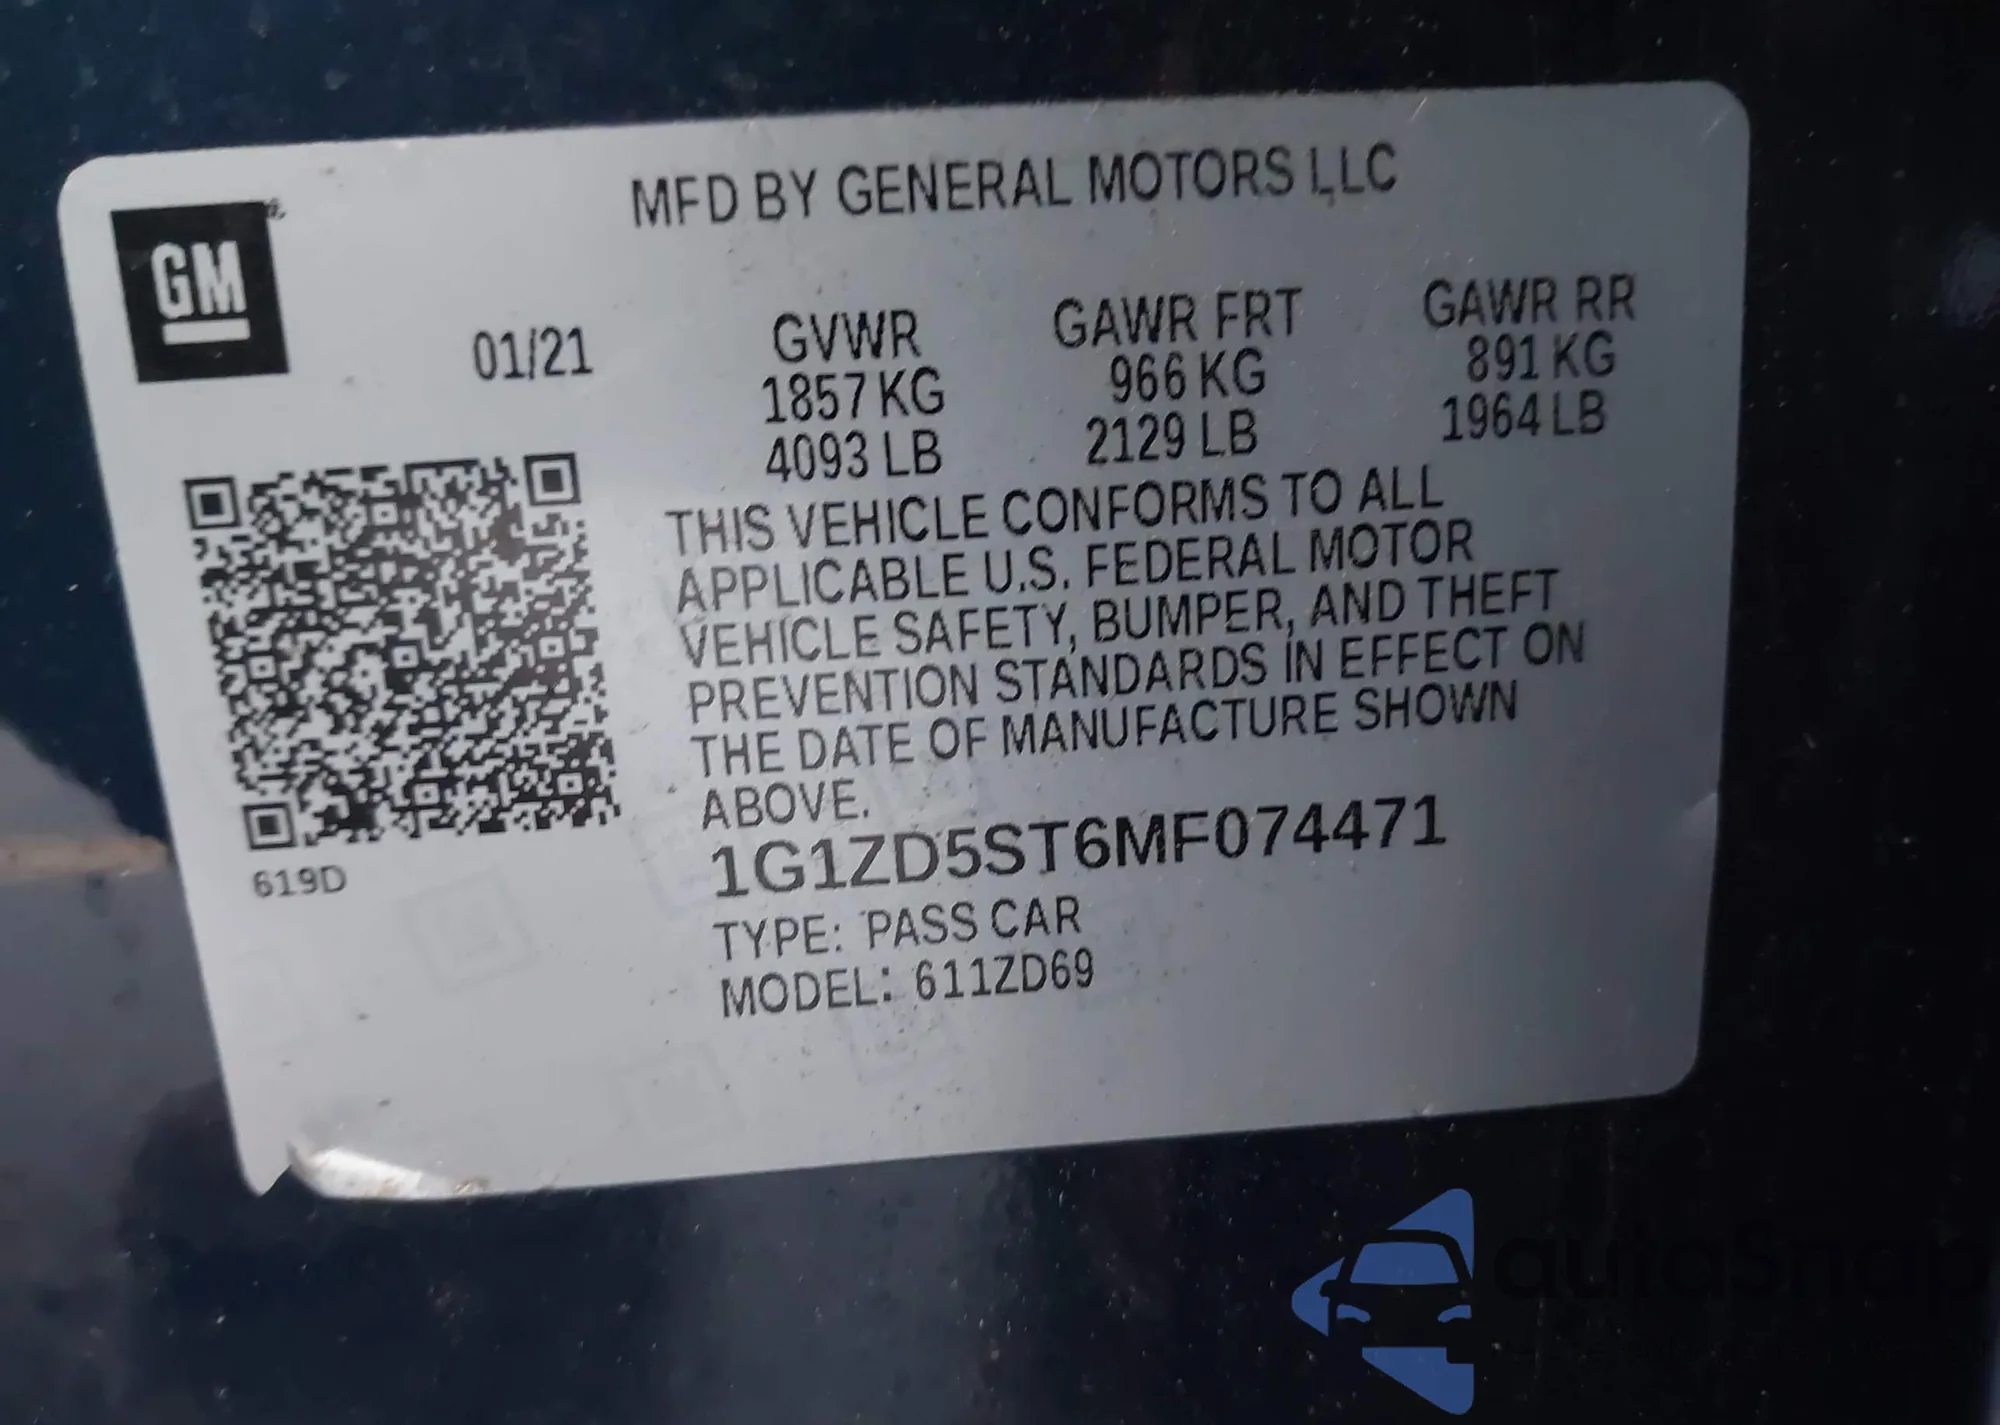 MFD BY GENERAL MOTORS LLC
GM
01/21
GVWR GAWR FRT GAWR RR
1857 KG 966 KG 891 KG
4093 LB 2129 LB 1964 LB
THIS VEHICLE CONFORMS TO ALL
APPLICABLE U.S. FEDERAL MOTOR
VEHICLE SAFETY, BUMPER, AND THEFT
PREVENTION STANDARDS IN EFFECT ON
THE DATE OF MANUFACTURE SHOWN
ABOVE.
619D
1G1ZD5ST6MF074471
TYPE: PASS CAR
MODEL: 611ZD69